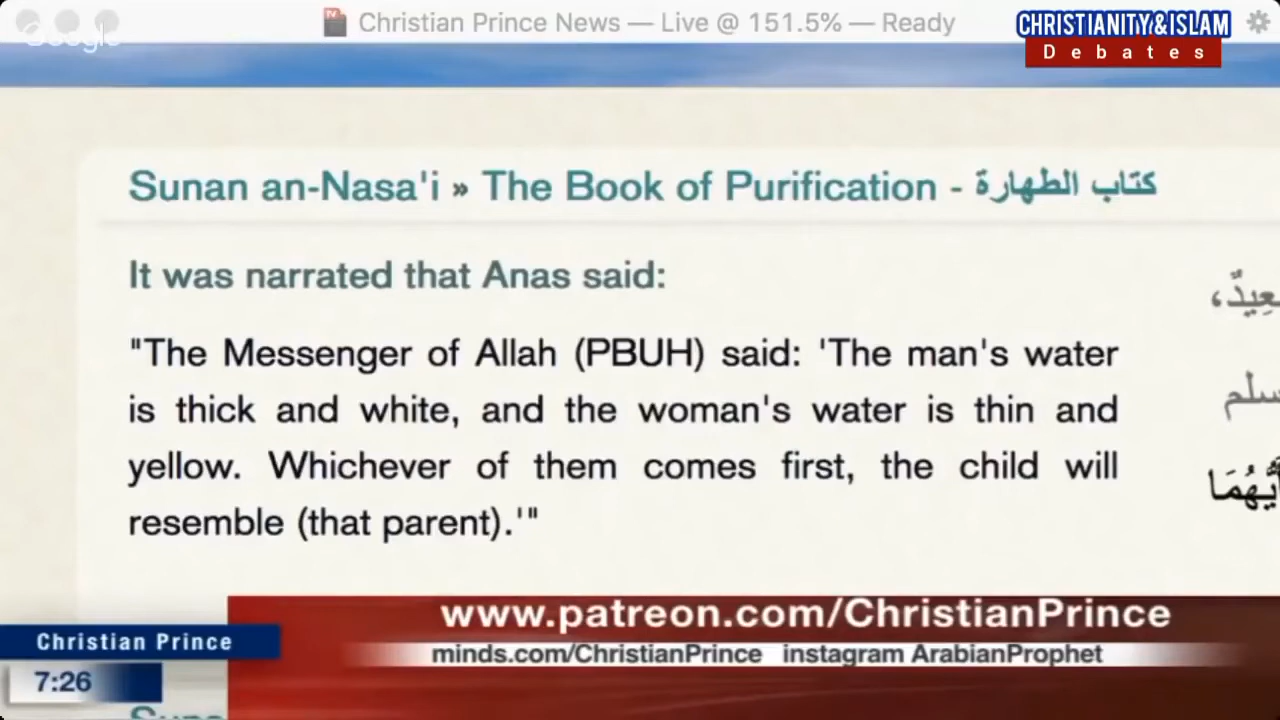 Christian Prince News — Live @ 151.5% — Ready
Google
CHRISTIANITY&ISLAM
Debates
Sunan an-Nasa'i » The Book of Purification - كتاب الطهارة
It was narrated that Anas said:
"The Messenger of Allah (PBUH) said: 'The man's water
is thick and white, and the woman's water is thin and
yellow. Whichever of them comes first, the child will
resemble (that parent).'"
www.patreon.com/ChristianPrince
Christian Prince
minds.com/ChristianPrince instagram ArabianProphet
7:26